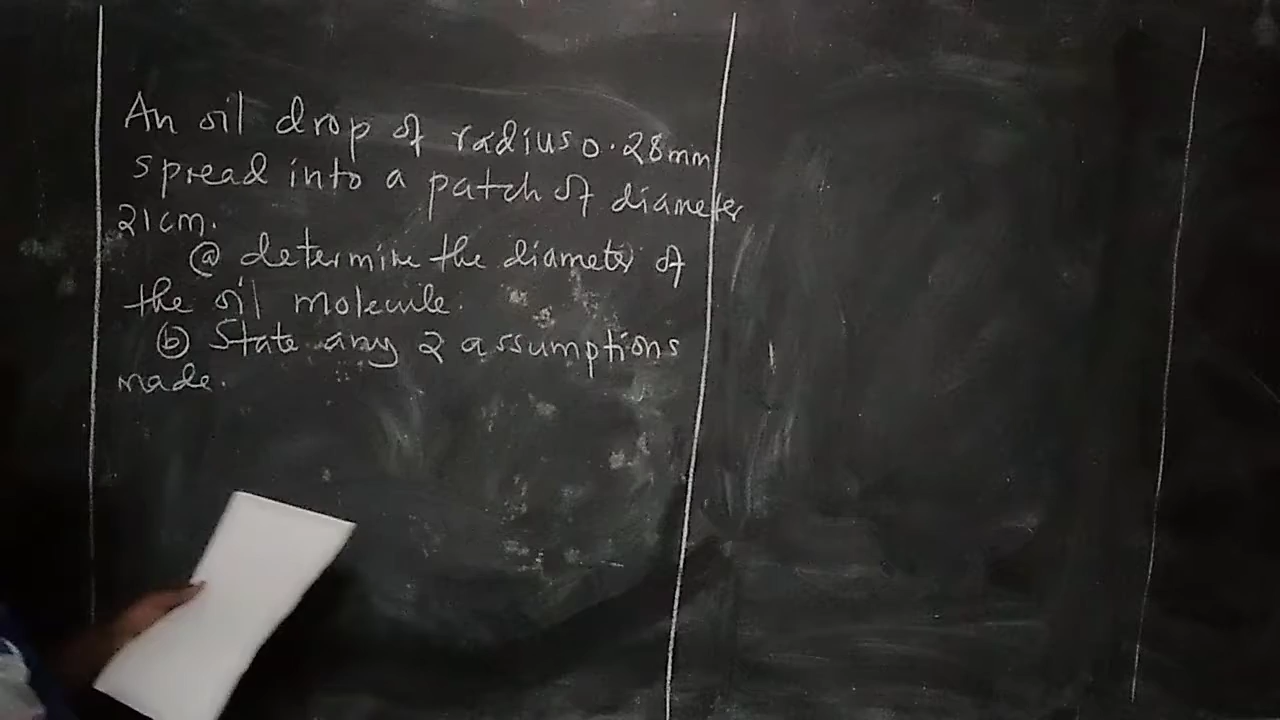 An oil drop of radius 0.28mm
spread into a patch of diameter
21cm.
(a) determine the diameter of
the oil molecule.
(b) State any 2 assumptions
made.